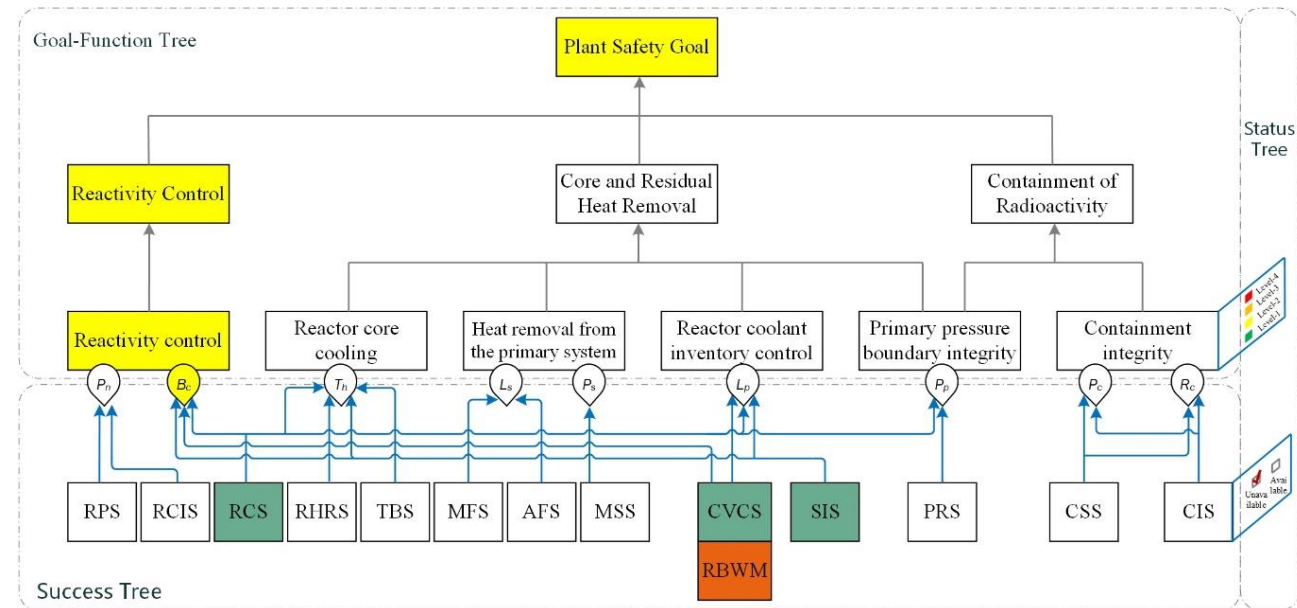 Goal-Function Tree
Plant Safety Goal
Status
Tree
Reactivity Control
Core and Residual
Heat Removal
Containment of
Radioactivity
Level-4
Level-3
Level-2
Level-1
Reactivity control
Reactor core
cooling
Heat removal from
the primary system
Reactor coolant
inventory control
Primary pressure
boundary integrity
Containment
integrity
Pn
Bc
Th
Ls
Ps
Lp
Pp
Pc
Rc
RPS
RCIS
RCS
RHRS
TBS
MFS
AFS
MSS
CVCS
SIS
PRS
CSS
CIS
Unava
ilable
Avai
lable
RBWM
Success Tree